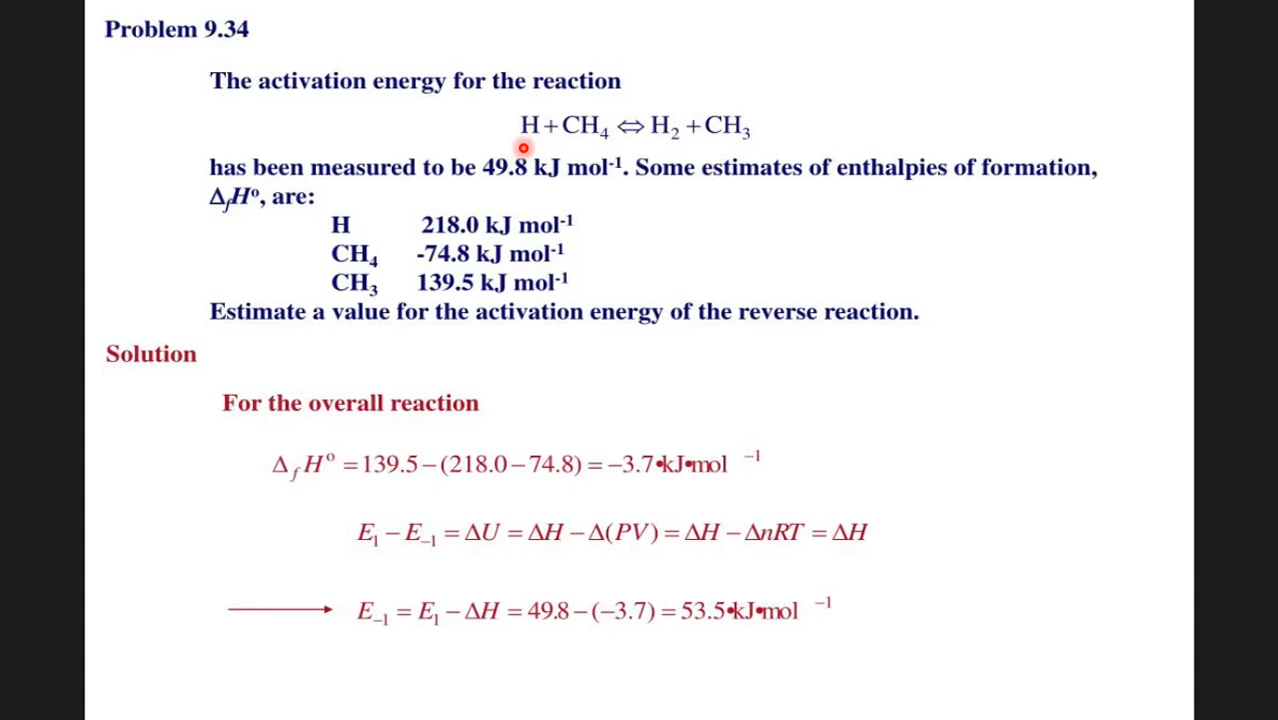 Problem 9.34
The activation energy for the reaction
H + CH₄ ⇔ H₂ + CH₃
has been measured to be 49.8 kJ mol⁻¹. Some estimates of enthalpies of formation,
Δ_fHᵒ, are:
H 218.0 kJ mol⁻¹
CH₄ -74.8 kJ mol⁻¹
CH₃ 139.5 kJ mol⁻¹
Estimate a value for the activation energy of the reverse reaction.
Solution
For the overall reaction
Δ_f Hᵒ = 139.5 − (218.0 − 74.8) = −3.7•kJ•mol ⁻¹
E₁ − E₋₁ = ΔU = ΔH − Δ(PV) = ΔH − ΔnRT = ΔH
E₋₁ = E₁ − ΔH = 49.8 − (−3.7) = 53.5•kJ•mol ⁻¹